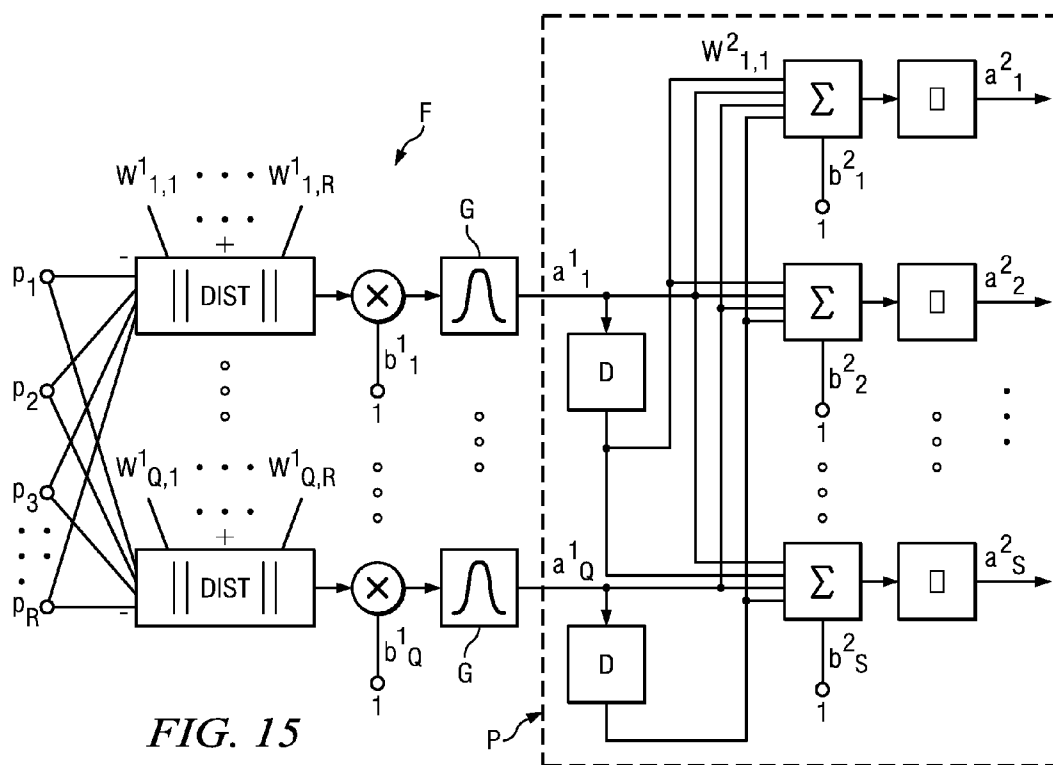 W²1,1
Σ
a²1
b²1
1
F
W¹1,1
W¹1,R
+
G
-
p1
|| DIST ||
×
a¹1
b¹1
1
D
Σ
a²2
b²2
1
p2
p3
pR
W¹Q,1
W¹Q,R
+
-
|| DIST ||
×
a¹Q
b¹Q
1
G
D
Σ
a²S
b²S
1
P
FIG. 15